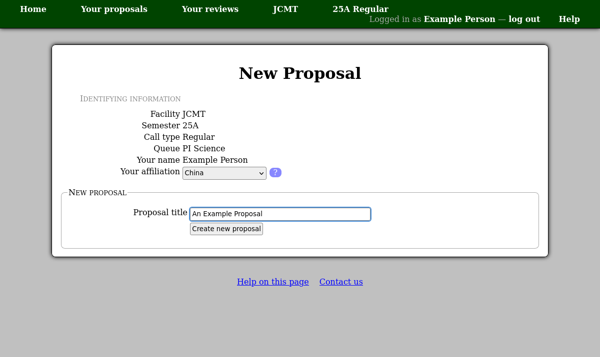 Home Your proposals Your reviews JCMT 25A Regular
Logged in as Example Person — log out Help
New Proposal
Identifying information
Facility JCMT
Semester 25A
Call type Regular
Queue PI Science
Your name Example Person
Your affiliation China ?
New proposal
Proposal title An Example Proposal
Create new proposal
Help on this page Contact us